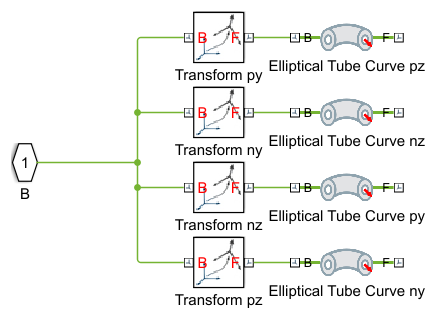 B F B F
Transform py Elliptical Tube Curve pz
B F B F
Transform ny Elliptical Tube Curve nz
1
B
B F B F
Transform nz Elliptical Tube Curve py
B F B F
Transform pz Elliptical Tube Curve ny